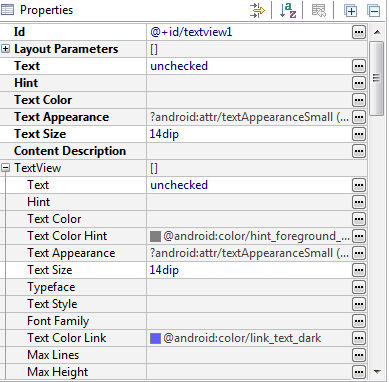 Properties
Id @+id/textview1
Layout Parameters []
Text unchecked
Hint
Text Color
Text Appearance ?android:attr/textAppearanceSmall (...
Text Size 14dip
Content Description
TextView []
Text unchecked
Hint
Text Color
Text Color Hint @android:color/hint_foreground_...
Text Appearance ?android:attr/textAppearanceSmall (...
Text Size 14dip
Typeface
Text Style
Font Family
Text Color Link @android:color/link_text_dark
Max Lines
Max Height